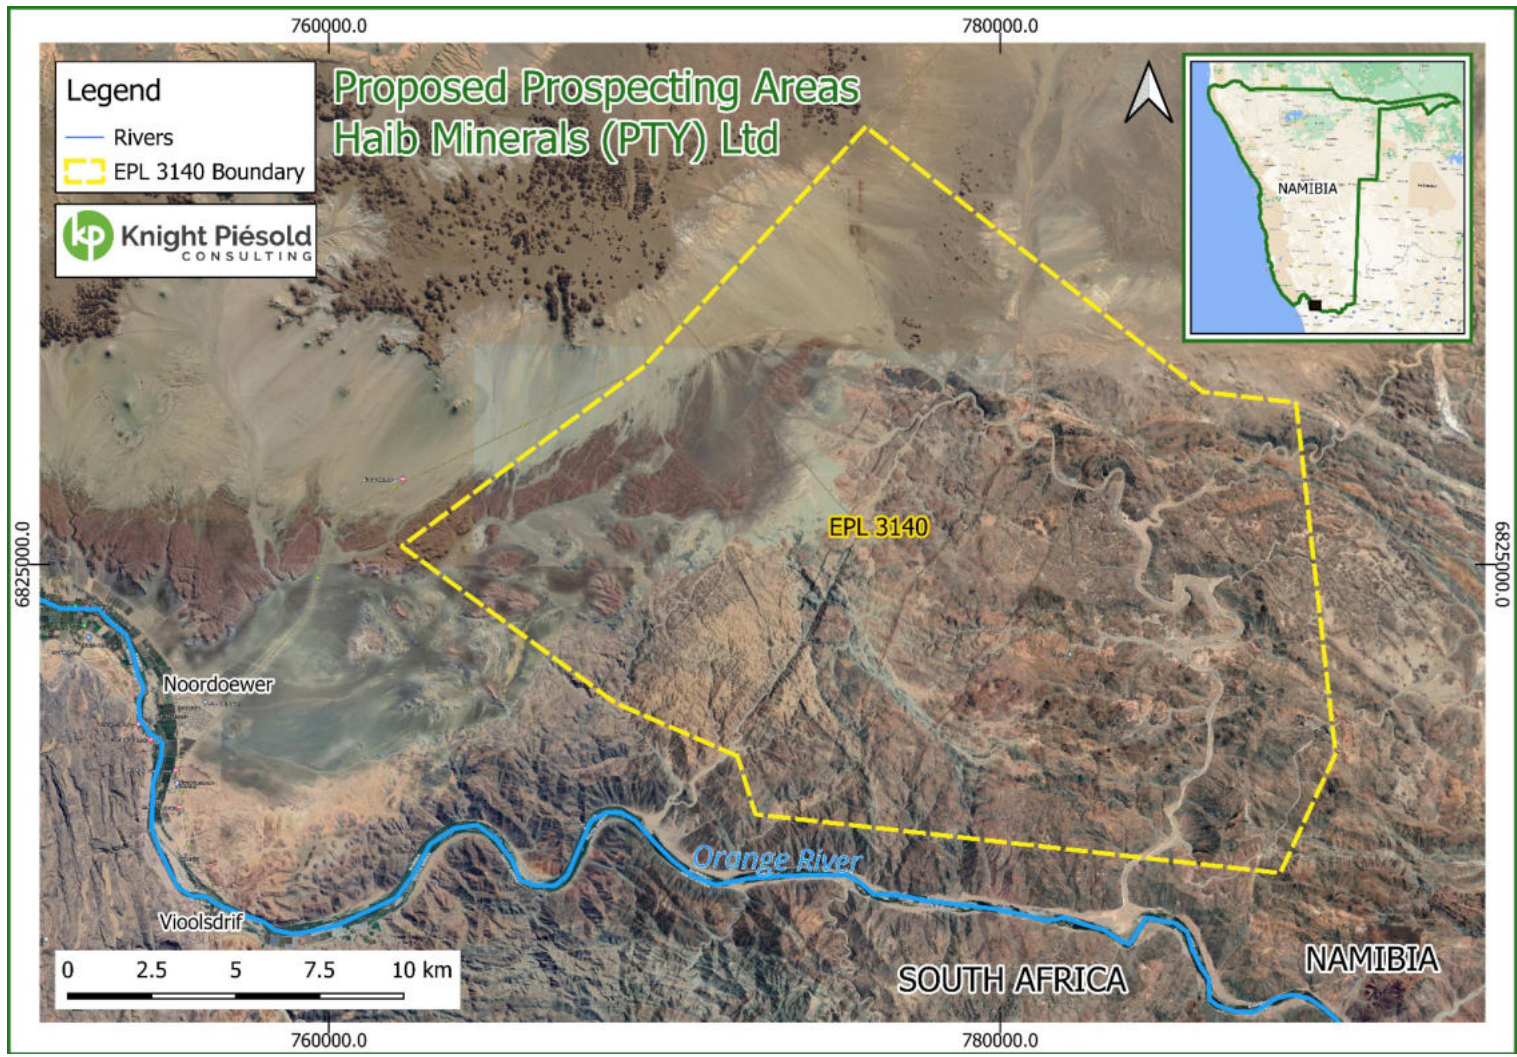 760000.0
780000.0
Legend
Rivers
EPL 3140 Boundary
kp Knight Piésold
CONSULTING
Proposed Prospecting Areas
Haib Minerals (PTY) Ltd
NAMIBIA
6825000.0
6825000.0
EPL 3140
Noordoewer
Orange River
Vioolsdrif
SOUTH AFRICA
NAMIBIA
0 2.5 5 7.5 10 km
760000.0
780000.0